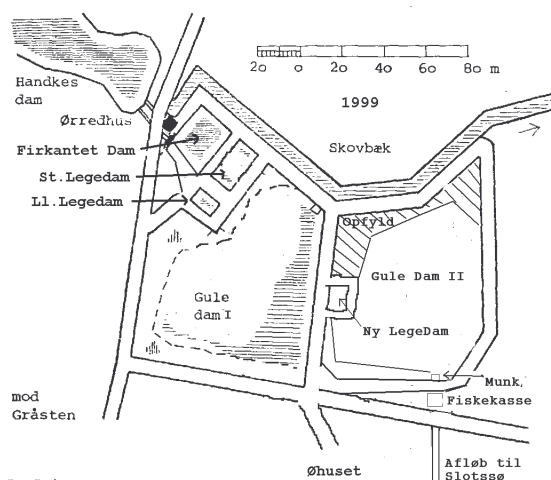 20 0 20 40 60 80 m
1999
Handkes
dam
Ørredhus
Firkantet Dam
St.Legedam
Ll.Legedam
Skovbæk
Opfyld
Gule Dam II
Gule
dam I
Ny LegeDam
Munk,
Fiskekasse
mod
Gråsten
Øhuset
Afløb til
Slotssø